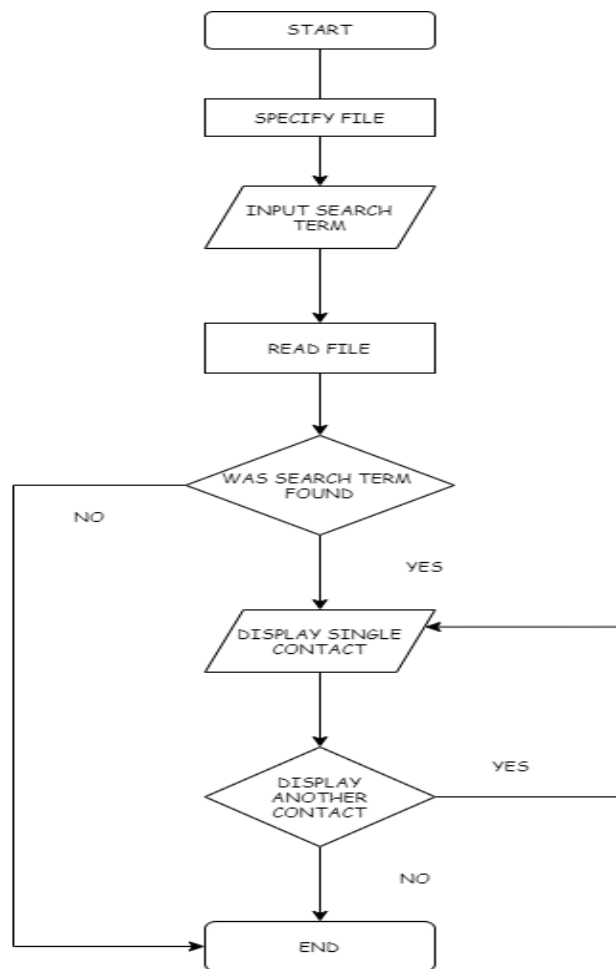 START
SPECIFY FILE
INPUT SEARCH
TERM
READ FILE
WAS SEARCH TERM
FOUND
NO
YES
DISPLAY SINGLE
CONTACT
DISPLAY
ANOTHER
CONTACT
YES
NO
END